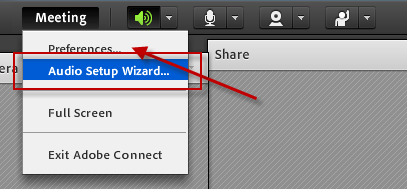 Meeting
Preferences...
Share
Audio Setup Wizard...
Full Screen
Exit Adobe Connect